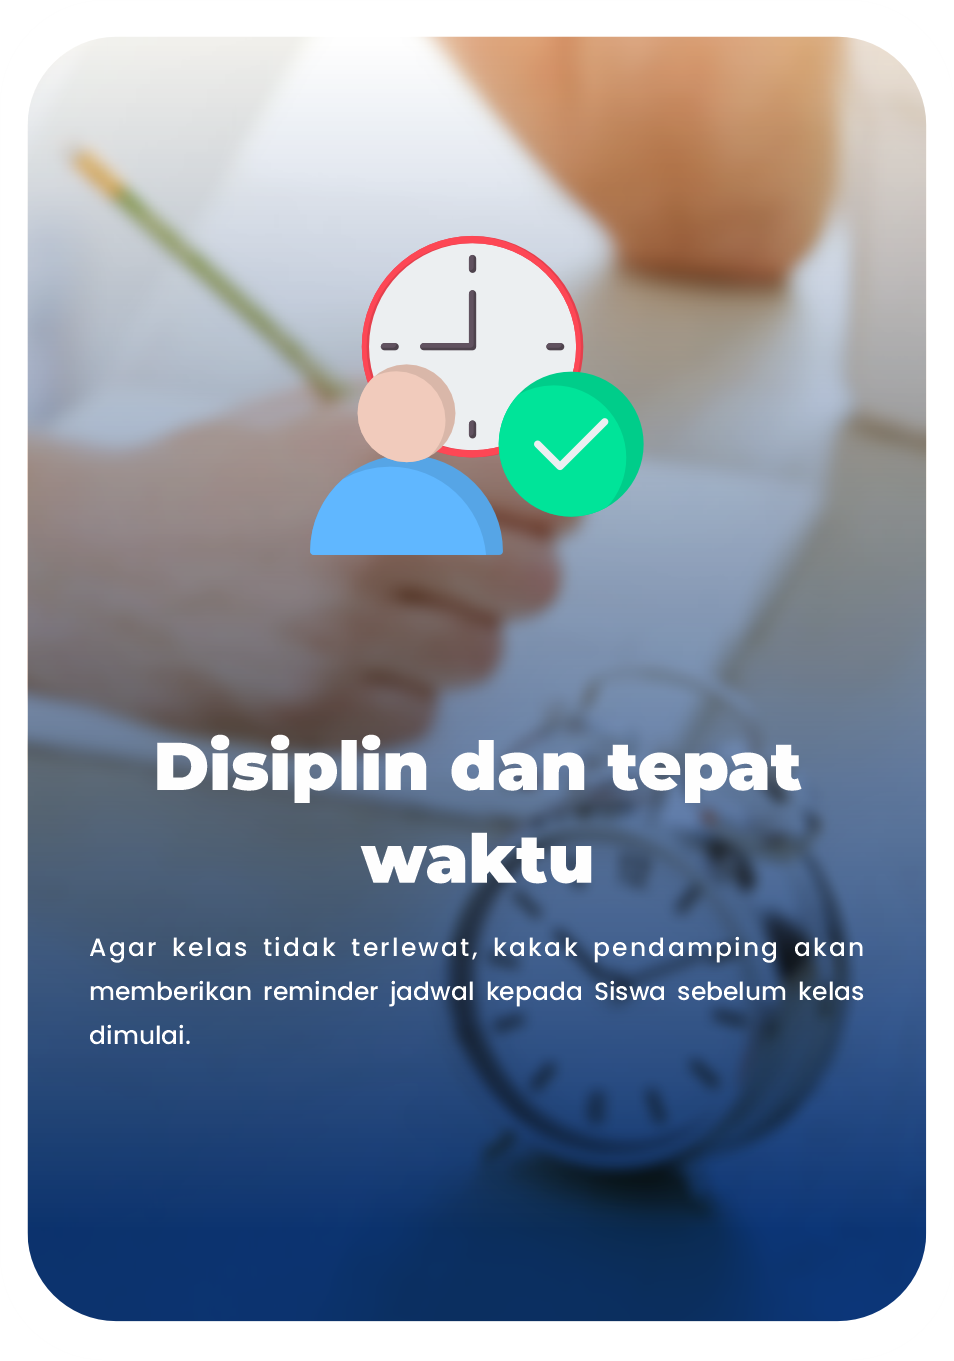 Disiplin dan tepat
waktu
Agar kelas tidak terlewat, kakak pendamping akan
memberikan reminder jadwal kepada Siswa sebelum kelas
dimulai.